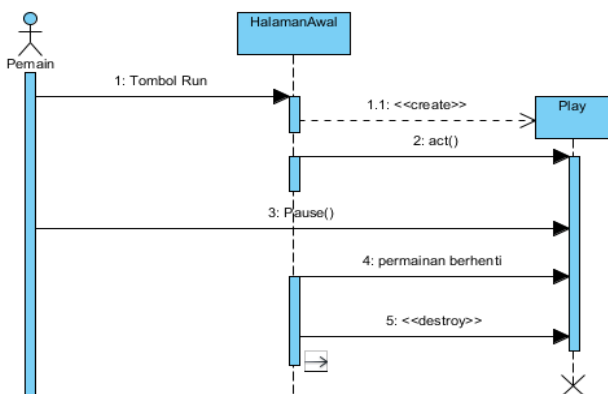 HalamanAwal
Pemain
1: Tombol Run
1.1: <<create>>
Play
2: act()
3: Pause()
4: permainan berhenti
5: <<destroy>>